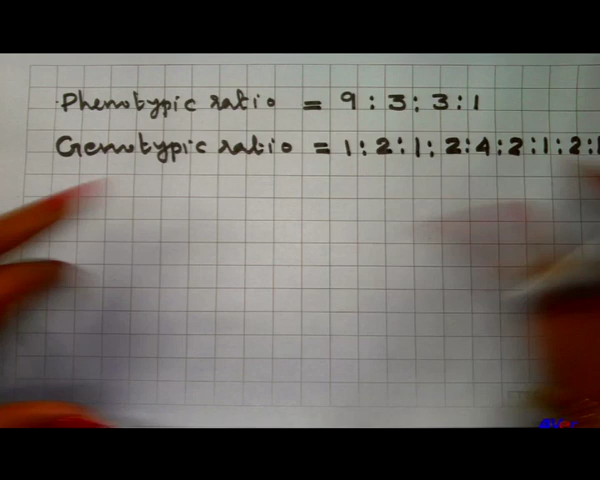 Phenotypic ratio = 9 : 3 : 3 : 1
Genotypic ratio = 1 : 2 : 1 : 2 : 4 : 2 : 1 : 2 : 1